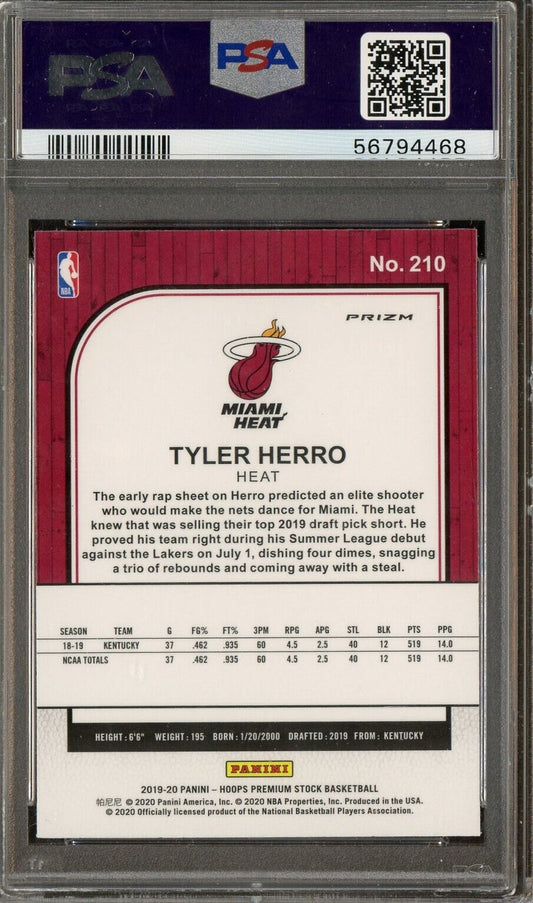 PSA
PSA
56794468
No. 210
NBA
PRIZM
MIAMI
HEAT
TYLER HERRO
HEAT
The early rap sheet on Herro predicted an elite shooter
who would make the nets dance for Miami. The Heat
knew that was selling their top 2019 draft pick short. He
proved his team right during his Summer League debut
against the Lakers on July 1, dishing four dimes, snagging
a trio of rebounds and coming away with a steal.
SEASON TEAM G FG% FT% 3PM RPG APG STL BLK PTS PPG
18-19 KENTUCKY 37 .462 .935 60 4.5 2.5 40 12 519 14.0
NCAA TOTALS 37 .462 .935 60 4.5 2.5 40 12 519 14.0
HEIGHT: 6'6" WEIGHT: 195 BORN: 1/20/2000 DRAFTED: 2019 FROM: KENTUCKY
PANINI
2019-20 PANINI – HOOPS PREMIUM STOCK BASKETBALL
帕尼尼 © 2020 Panini America, Inc. © 2020 NBA Properties, Inc. Produced in the USA.
© 2020 Officially licensed product of the National Basketball Players Association.
PSA